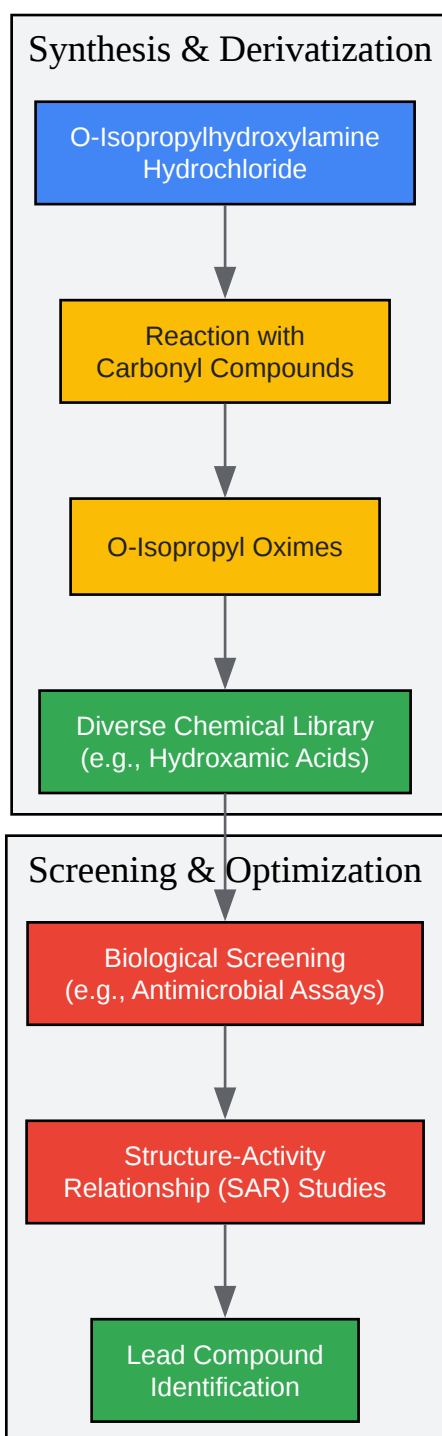 Synthesis & Derivatization
O-Isopropylhydroxylamine
Hydrochloride
Reaction with
Carbonyl Compounds
O-Isopropyl Oximes
Diverse Chemical Library
(e.g., Hydroxamic Acids)
Screening & Optimization
Biological Screening
(e.g., Antimicrobial Assays)
Structure-Activity
Relationship (SAR) Studies
Lead Compound
Identification